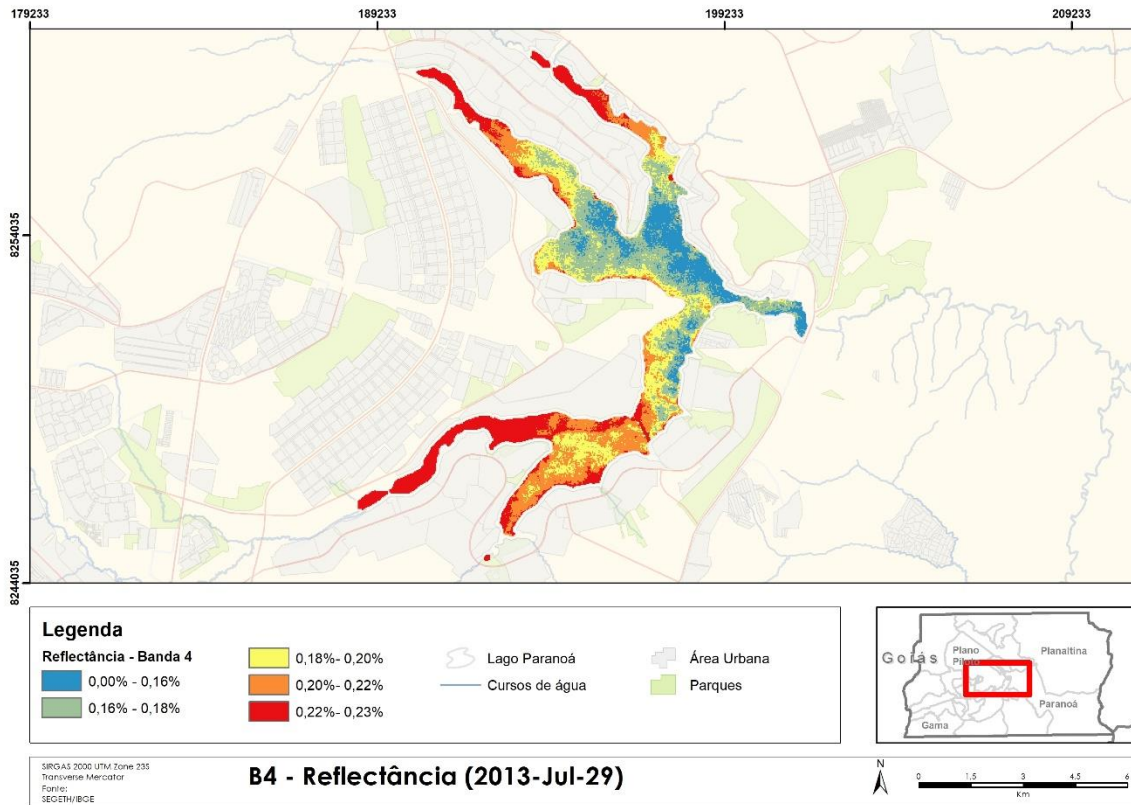 179233
189233
199233
209233
8254035
8244035
Legenda
Reflectância - Banda 4
0,00% - 0,16%
0,16% - 0,18%
0,18%- 0,20%
0,20% - 0,22%
0,22%- 0,23%
Lago Paranoá
Cursos de água
Área Urbana
Parques
Goiás
Plano
Piloto
Planaltina
Paranoá
Gama
SIRGAS 2000 UTM Zone 23S
Transverse Mercator
Fonte:
SEGETH/IBGE
B4 - Reflectância (2013-Jul-29)
N
0 1,5 3 4,5 6
Km